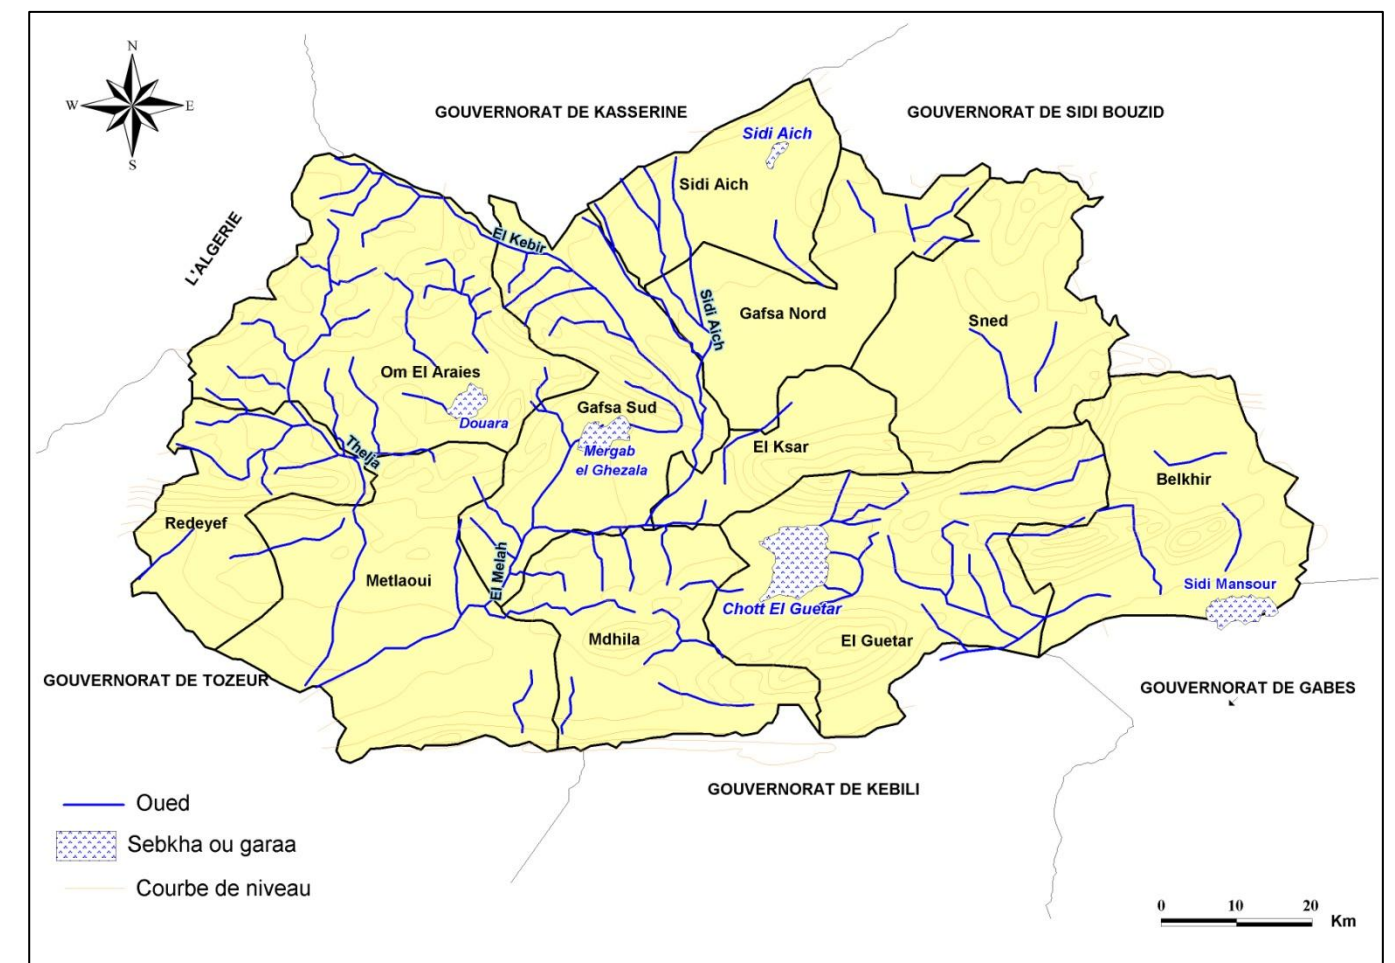 N
W
E
S
GOUVERNORAT DE KASSERINE
GOUVERNORAT DE SIDI BOUZID
Sidi Aich
Sidi Aich
L'ALGERIE
El Kebir
Sidi Aich
Gafsa Nord
Sned
Om El Araies
Douara
Gafsa Sud
Mergab
el Ghezala
El Ksar
Thelja
Belkhir
Redeyef
Metlaoui
El Melah
Sidi Mansour
Chott El Guetar
Mdhila
El Guetar
GOUVERNORAT DE TOZEUR
GOUVERNORAT DE GABES
GOUVERNORAT DE KEBILI
Oued
Sebkha ou garaa
Courbe de niveau
0 10 20
Km